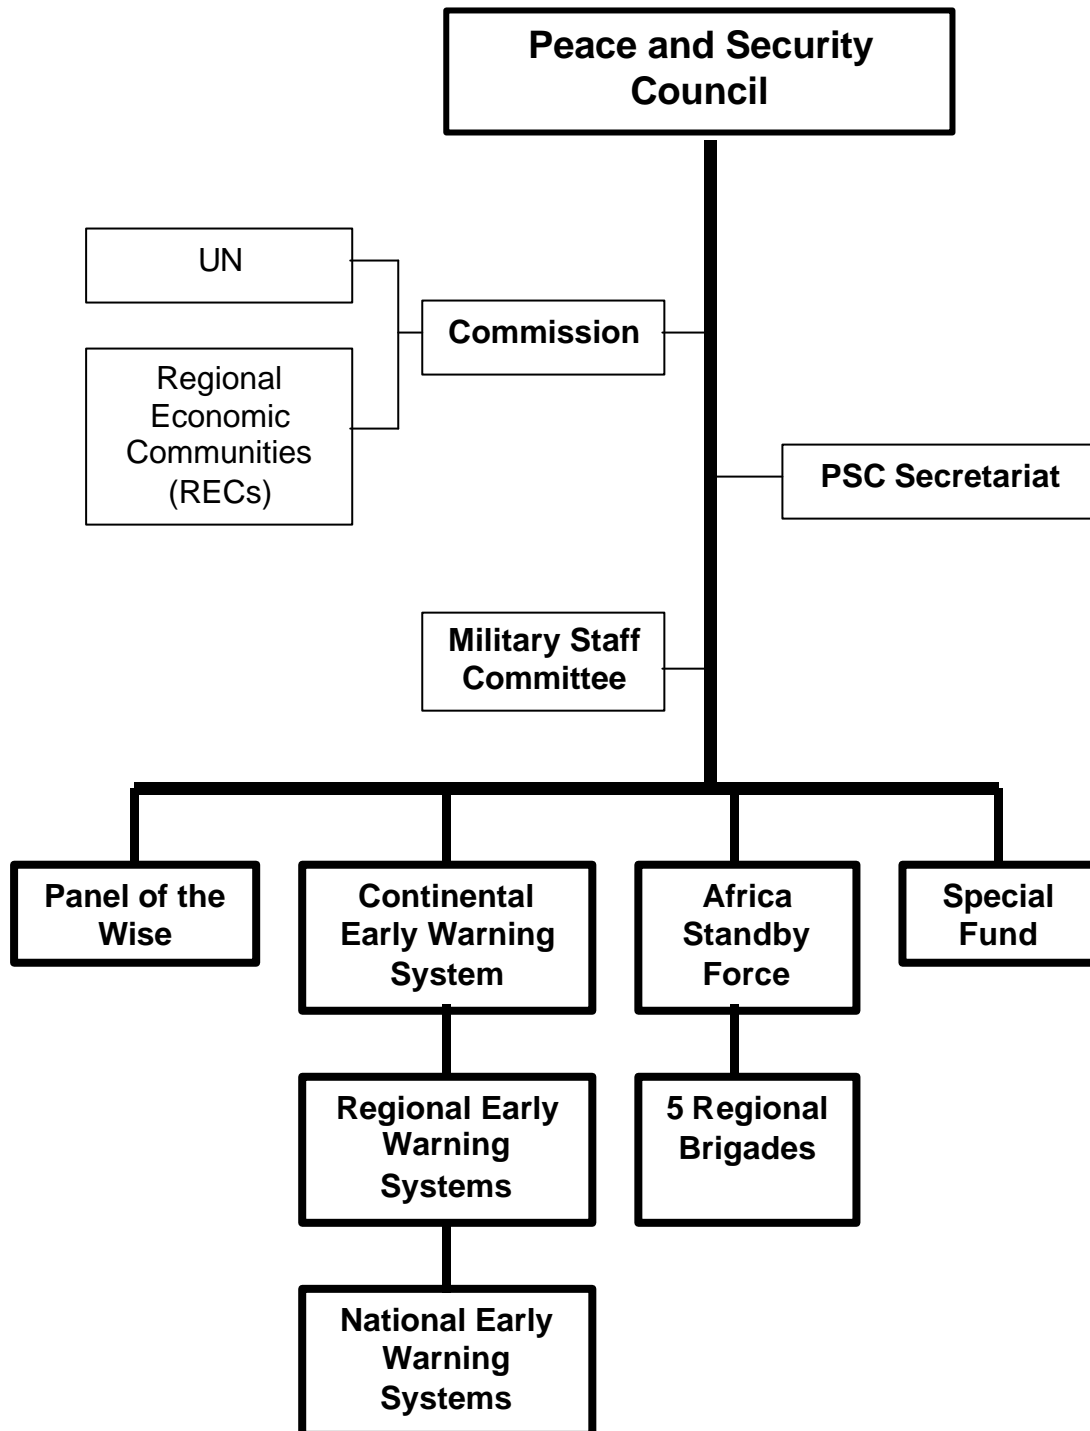 Peace and Security
Council
UN
Commission
Regional
Economic
Communities
(RECs)
PSC Secretariat
Military Staff
Committee
Panel of the
Wise
Continental
Early Warning
System
Africa
Standby
Force
Special
Fund
Regional Early
Warning
Systems
5 Regional
Brigades
National Early
Warning
Systems